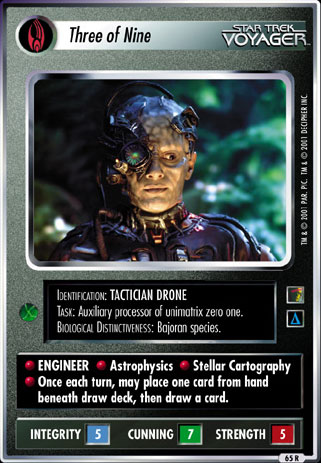 Three of Nine
STAR TREK
VOYAGER
TM & © 2001 PAR. PIC. TM & © 2001 DECIPHER INC.
IDENTIFICATION: TACTICIAN DRONE
TASK: Auxiliary processor of unimatrix zero one.
BIOLOGICAL DISTINCTIVENESS: Bajoran species.
ENGINEER Astrophysics Stellar Cartography
Once each turn, may place one card from hand
beneath draw deck, then draw a card.
INTEGRITY 5 CUNNING 7 STRENGTH 5
65 R